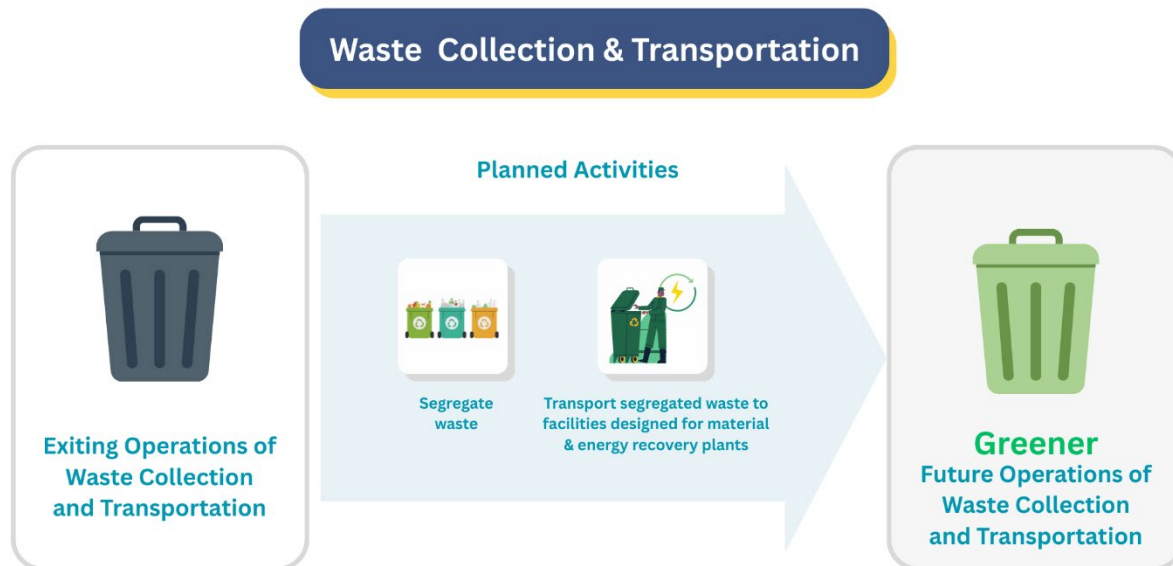 Waste Collection & Transportation
Planned Activities
Exiting Operations of
Waste Collection
and Transportation
Segregate
waste
Transport segregated waste to
facilities designed for material
& energy recovery plants
Greener
Future Operations of
Waste Collection
and Transportation